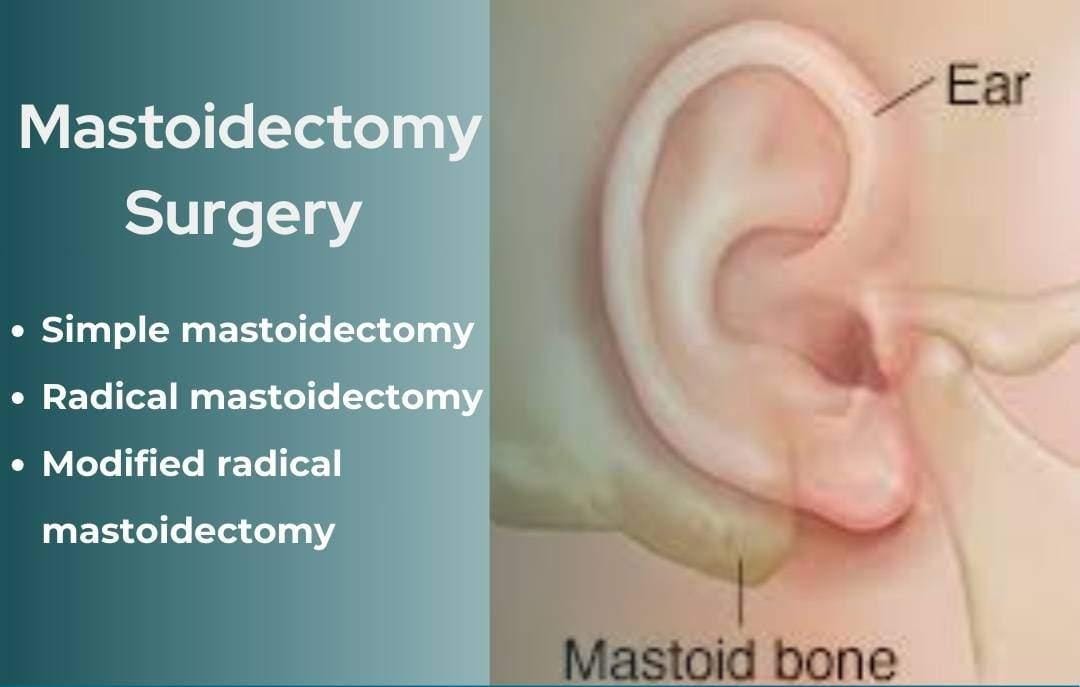 Mastoidectomy
Surgery
• Simple mastoidectomy
• Radical mastoidectomy
• Modified radical
mastoidectomy
Ear
Mastoid bone